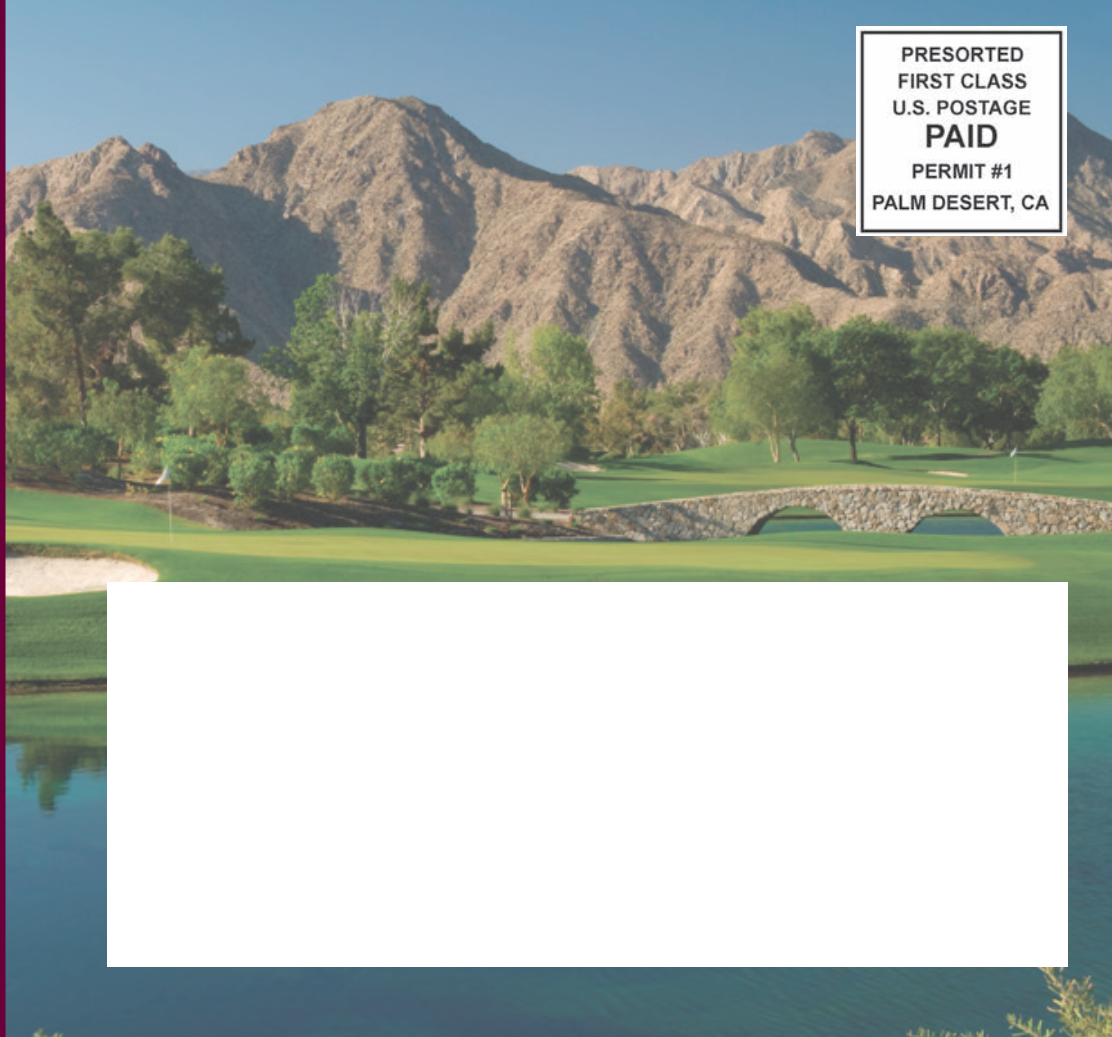 PRESORTED
FIRST CLASS
U.S. POSTAGE
PAID
PERMIT #1
PALM DESERT, CA